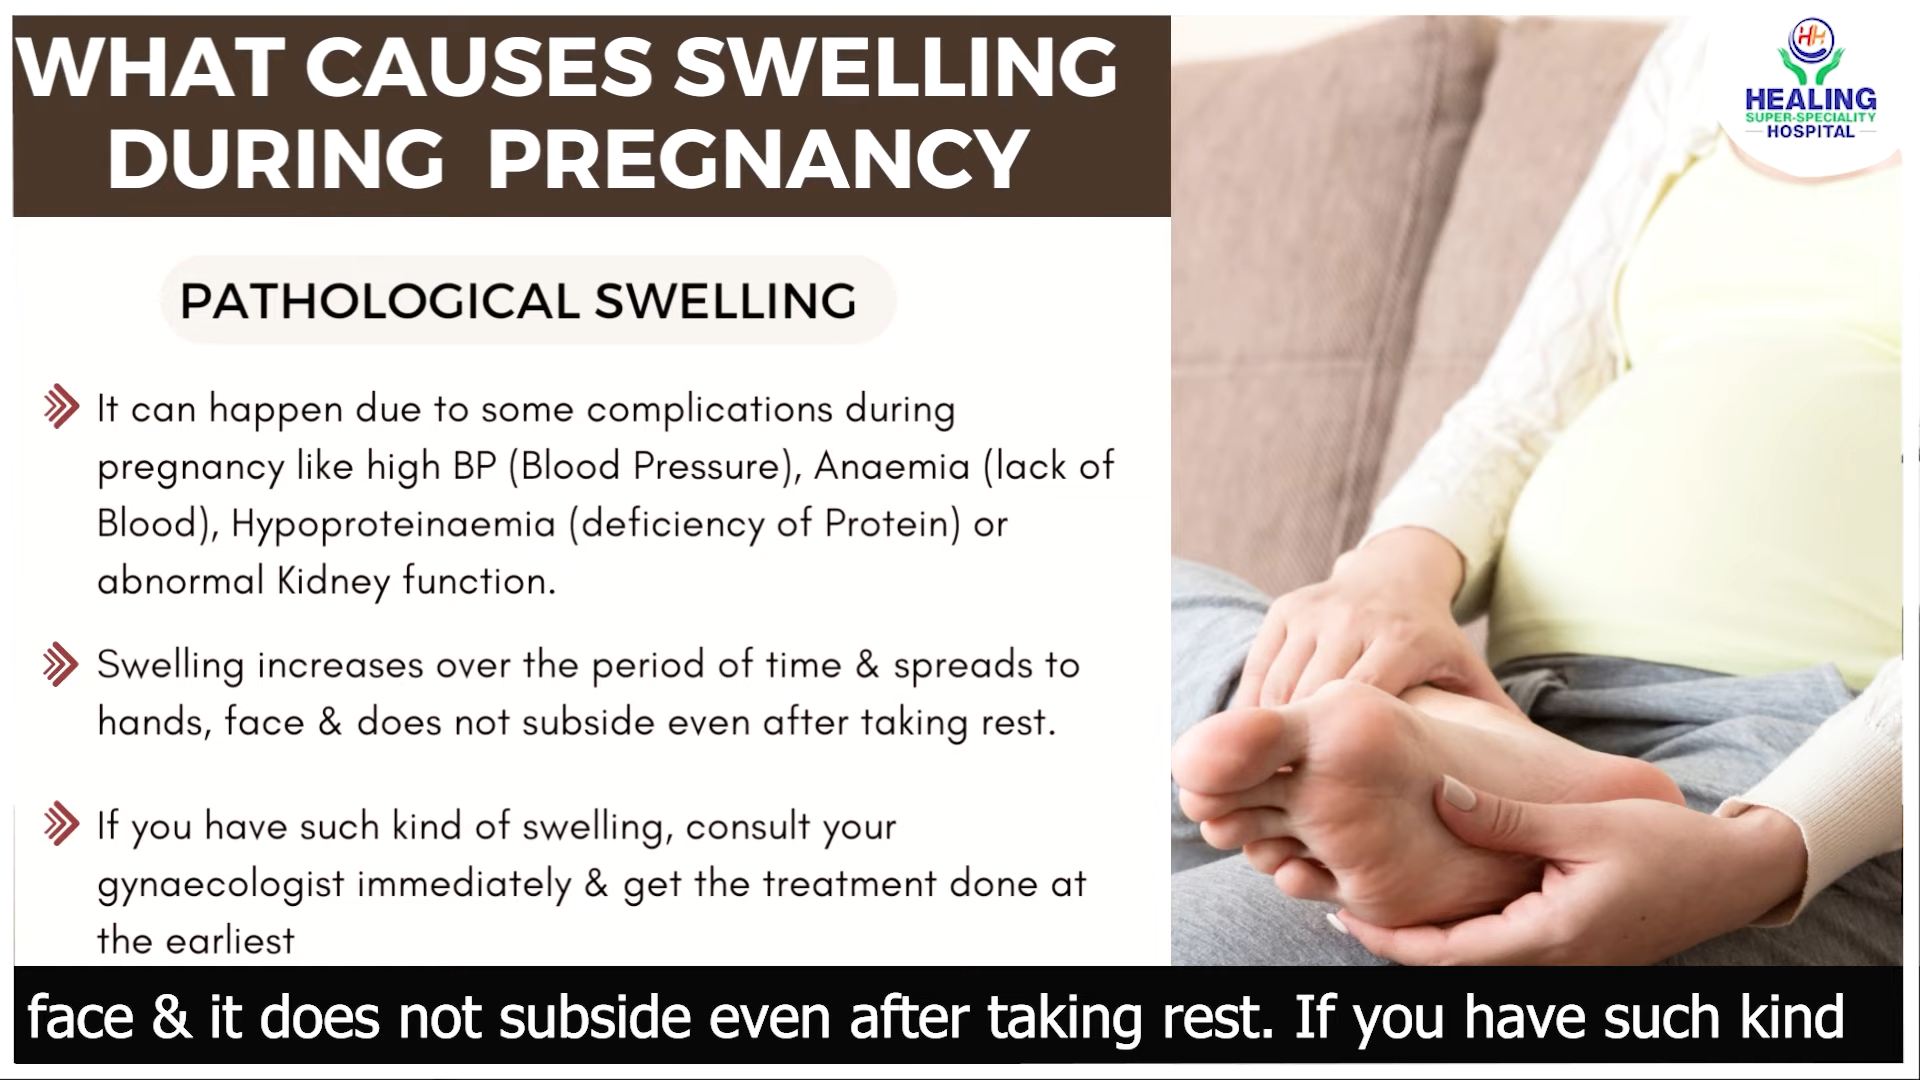 WHAT CAUSES SWELLING
DURING PREGNANCY
HH
HEALING
SUPER-SPECIALITY
HOSPITAL
PATHOLOGICAL SWELLING
It can happen due to some complications during
pregnancy like high BP (Blood Pressure), Anaemia (lack of
Blood), Hypoproteinaemia (deficiency of Protein) or
abnormal Kidney function.
Swelling increases over the period of time & spreads to
hands, face & does not subside even after taking rest.
If you have such kind of swelling, consult your
gynaecologist immediately & get the treatment done at
the earliest
face & it does not subside even after taking rest. If you have such kind